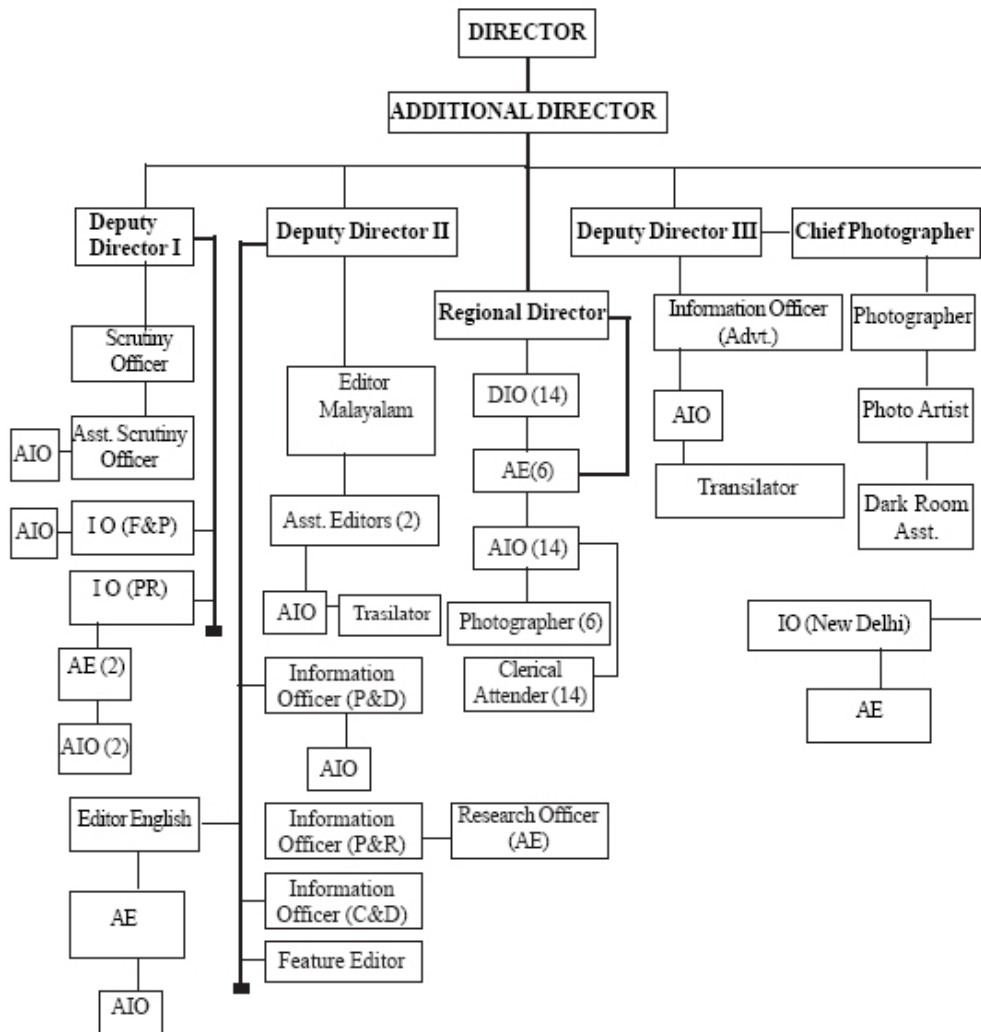 DIRECTOR
ADDITIONAL DIRECTOR
Deputy
Director I
Deputy Director II
Deputy Director III
Chief Photographer
Regional Director
Scrutiny
Officer
Asst. Scrutiny
Officer
AIO
AIO
I O (F&P)
I O (PR)
AE (2)
AIO (2)
Editor English
AE
AIO
Editor
Malayalam
Asst. Editors (2)
AIO
Trasilator
Information
Officer (P&D)
AIO
Information
Officer (P&R)
Research Officer
(AE)
Information
Officer (C&D)
Feature Editor
DIO (14)
AE(6)
AIO (14)
Photographer (6)
Clerical
Attender (14)
Information Officer
(Advt.)
AIO
Transilator
Photographer
Photo Artist
Dark Room
Asst.
IO (New Delhi)
AE